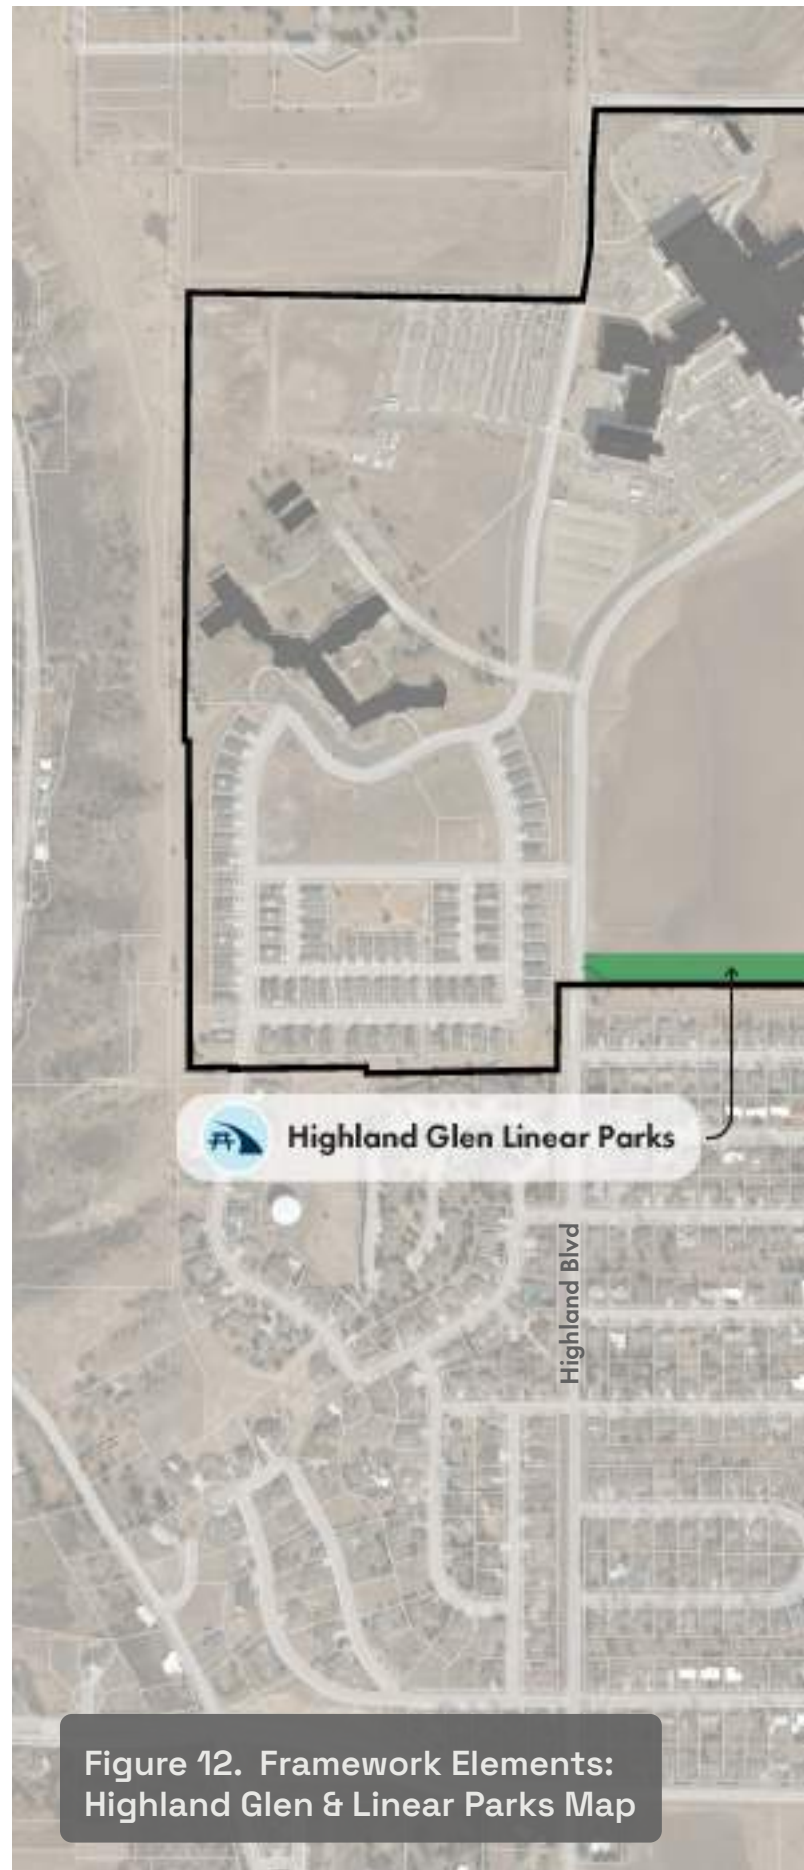 Highland Glen Linear Parks
Highland Blvd
Figure 12. Framework Elements:
Highland Glen & Linear Parks Map